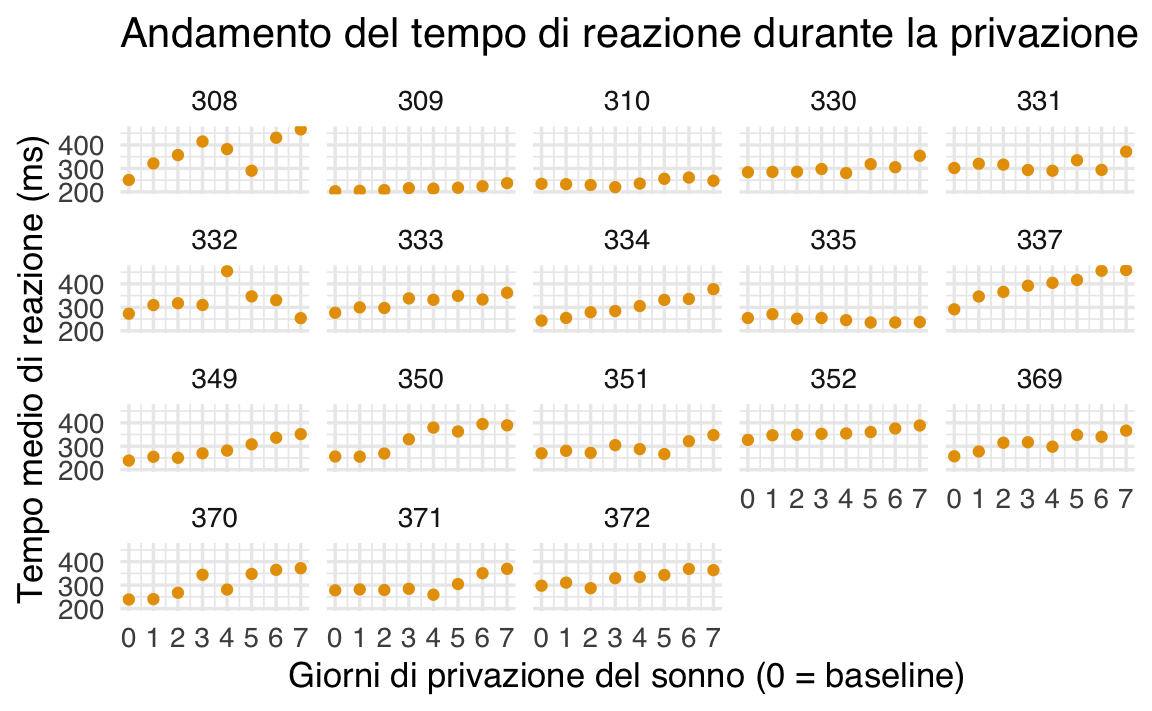 Andamento del tempo di reazione durante la privazione
308 309 310 330 331
400
300
200
332 333 334 335 337
400
300
200
349 350 351 352 369
400
300
200
0 1 2 3 4 5 6 7 0 1 2 3 4 5 6 7
370 371 372
400
300
200
0 1 2 3 4 5 6 7 0 1 2 3 4 5 6 7 0 1 2 3 4 5 6 7
Giorni di privazione del sonno (0 = baseline)
Tempo medio di reazione (ms)